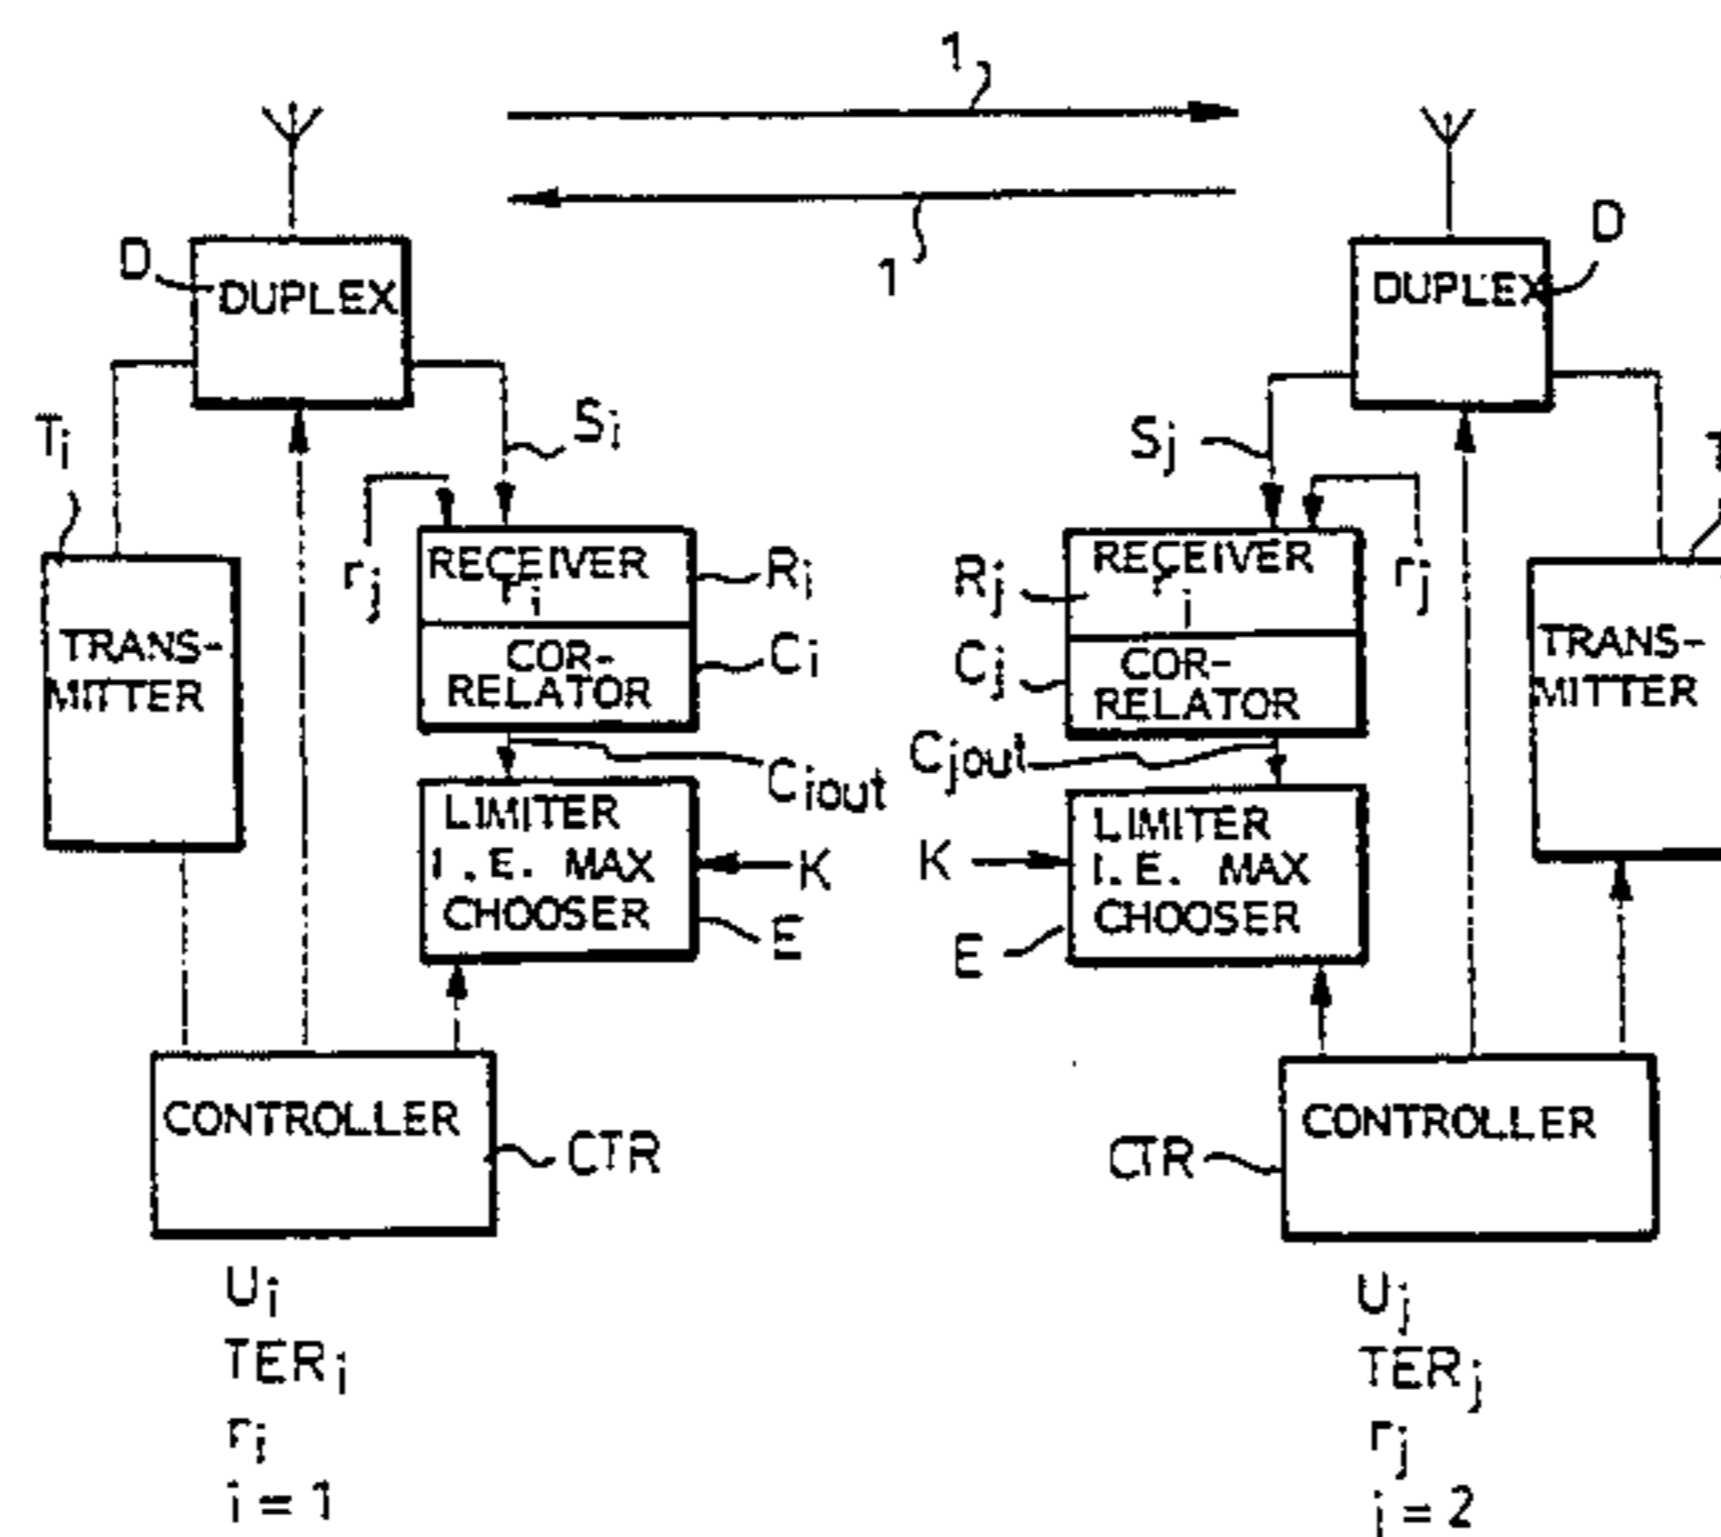 1
1
D
DUPLEX
Ti
Si
rj
RECEIVER
ri
Ri
COR-
RELATOR
Ci
TRANS-
MITTER
Ciout
LIMITER
I.E. MAX
CHOOSER
K
E
CONTROLLER
CTR
Ui
TERi
ri
i = 1
DUPLEX
D
Sj
T
RECEIVER
Rj
rj
COR-
RELATOR
Cj
TRANS-
MITTER
Cjout
LIMITER
I.E. MAX
CHOOSER
K
E
CONTROLLER
CTR
Uj
TERj
rj
j = 2